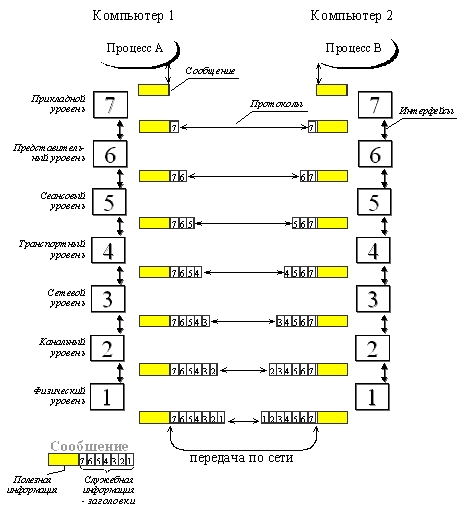 Компьютер 1
Компьютер 2
Процесс А
Процесс В
Сообщение
Прикладной
уровень
7
7
Протоколы
Интерфейсы
7
7
Представитель-
ный уровень
6
6
7 6
6 7
Сеансовый
уровень
5
5
7 6 5
5 6 7
Транспортный
уровень
4
4
7 6 5 4
4 5 6 7
Сетевой
уровень
3
3
7 6 5 4 3
3 4 5 6 7
Канальный
уровень
2
2
7 6 5 4 3 2
2 3 4 5 6 7
Физический
уровень
1
1
7 6 5 4 3 2 1
1 2 3 4 5 6 7
передача по сети
Сообщение
7 6 5 4 3 2 1
Полезная
информация
Служебная
информация
- заголовки